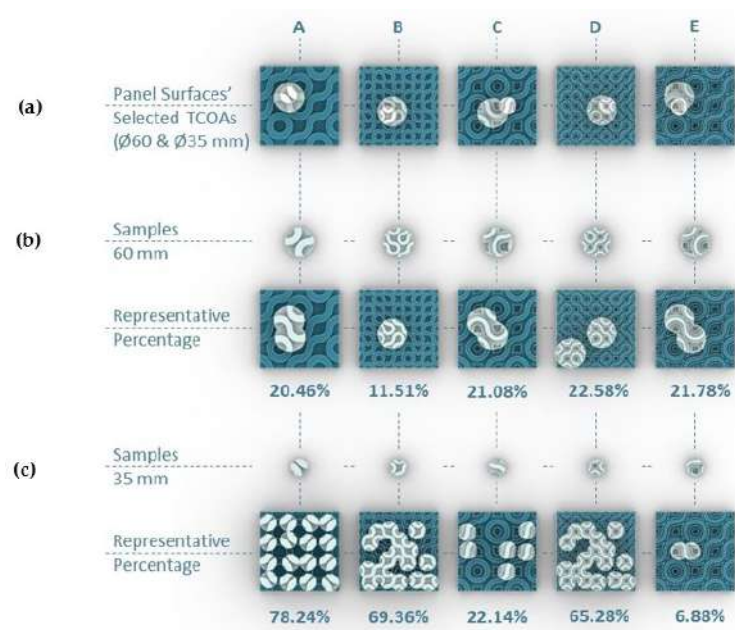 A B C D E
(a) Panel Surfaces'
Selected TCOAs
(Ø60 & Ø35 mm)
(b) Samples
60 mm
Representative
Percentage
20.46% 11.51% 21.08% 22.58% 21.78%
(c) Samples
35 mm
Representative
Percentage
78.24% 69.36% 22.14% 65.28% 6.88%